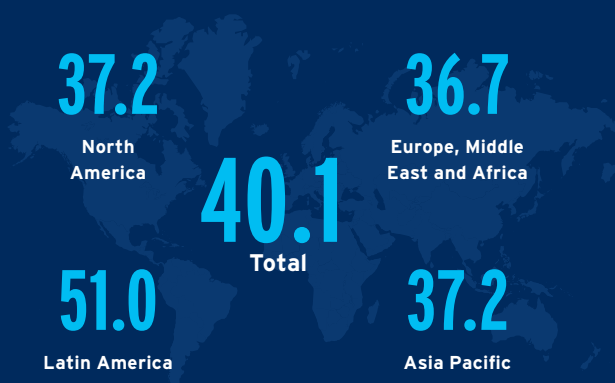 37.2
North
America
36.7
Europe, Middle
East and Africa
40.1
Total
51.0
Latin America
37.2
Asia Pacific